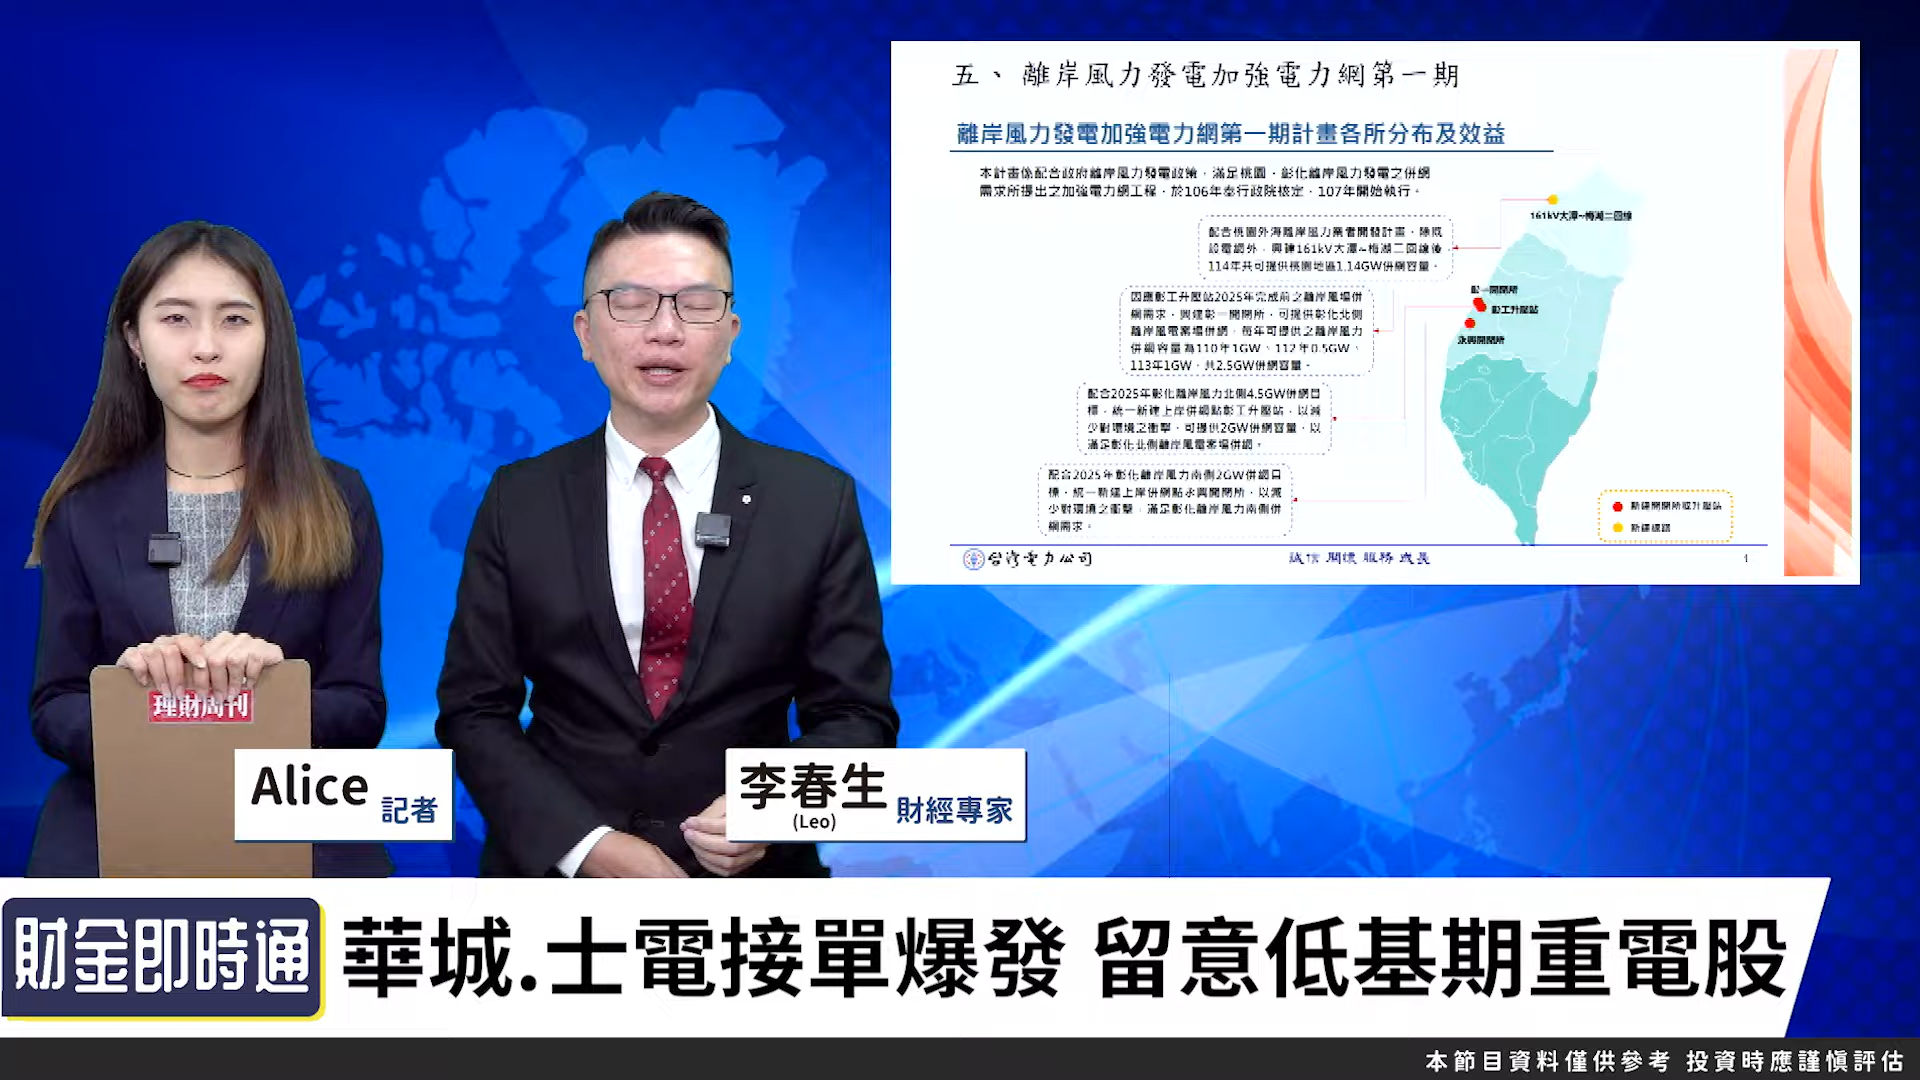 五、離岸風力發電加強電力網第一期
離岸風力發電加強電力網第一期計畫各所分布及效益
本計畫係配合政府離岸風力發電政策，滿足桃園、彰化離岸風力發電之併網
需求所提出之加強電力網工程，於106年奉行政院核定，107年開始執行。
161kV大潭~梅湖二回線
配合桃園外海離岸風力業者開發計畫，除既
設電網外，興建161kV大潭~梅湖二回線後，
114年共可提供桃園地區1.14GW併網容量。
彰一開閉所
彰工升壓站
永興開閉所
因應彰工升壓站2025年完成前之離岸風場併
網需求，興建彰一開閉所，可提供彰化北側
離岸風電案場併網，每年可提供之離岸風力
併網容量為110年1GW、112年0.5GW、
113年1GW，共2.5GW併網容量。
配合2025年彰化離岸風力北側4.5GW併網目
標，統一新建上岸併網點彰工升壓站，以減
少對環境之衝擊，可提供2GW併網容量，以
滿足彰化北側離岸風電案場併網。
配合2025年彰化離岸風力南側2GW併網目
標，統一新建上岸併網點永興開閉所，以減
少對環境之衝擊，滿足彰化離岸風力南側併
網需求。
新建開閉所或升壓站
新建線路
台灣電力公司
誠信 關懷 服務 成長
4
理財周刊
Alice 記者
李春生 財經專家
(Leo)
財金即時通
華城.士電接單爆發 留意低基期重電股
本節目資料僅供參考 投資時應謹慎評估